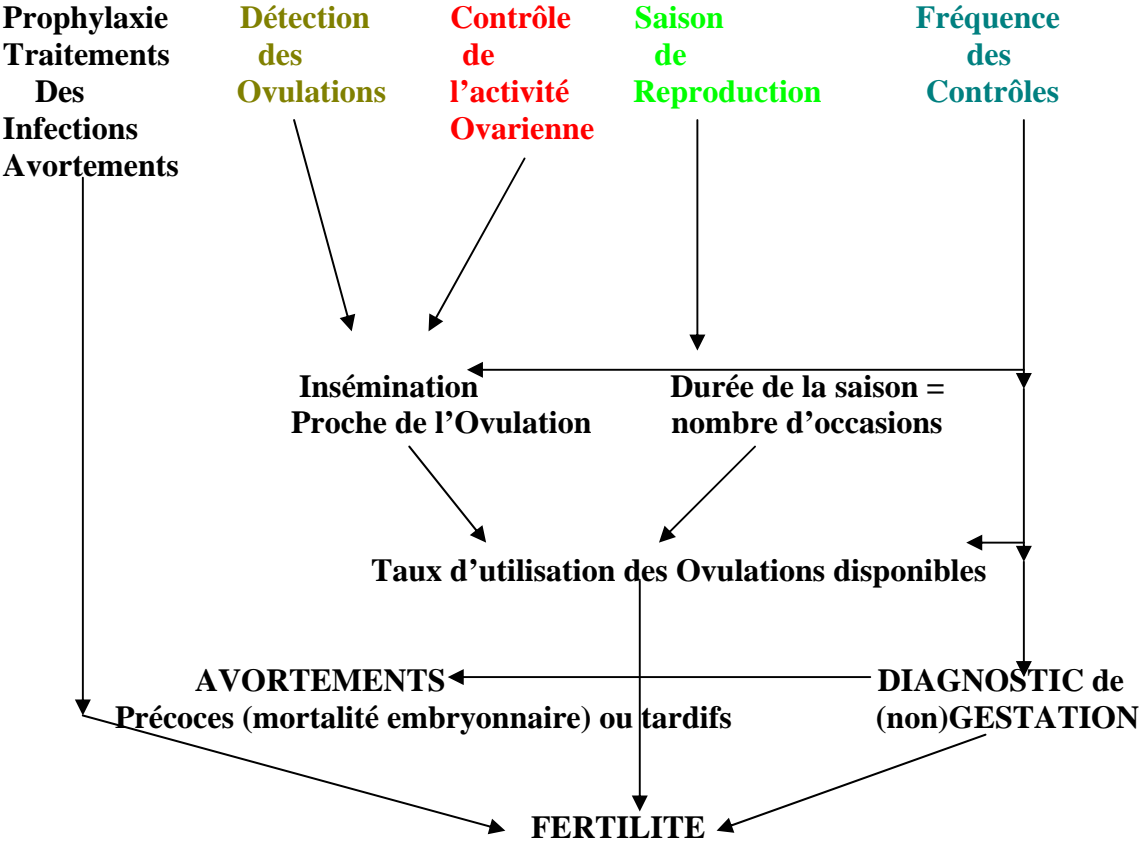 Prophylaxie
Traitements
Des
Infections
Avortements
Détection
des
Ovulations
Contrôle
de
l’activité
Ovarienne
Saison
de
Reproduction
Fréquence
des
Contrôles
Insémination
Proche de l’Ovulation
Durée de la saison =
nombre d’occasions
Taux d’utilisation des Ovulations disponibles
AVORTEMENTS
Précoces (mortalité embryonnaire) ou tardifs
DIAGNOSTIC de
(non)GESTATION
FERTILITE